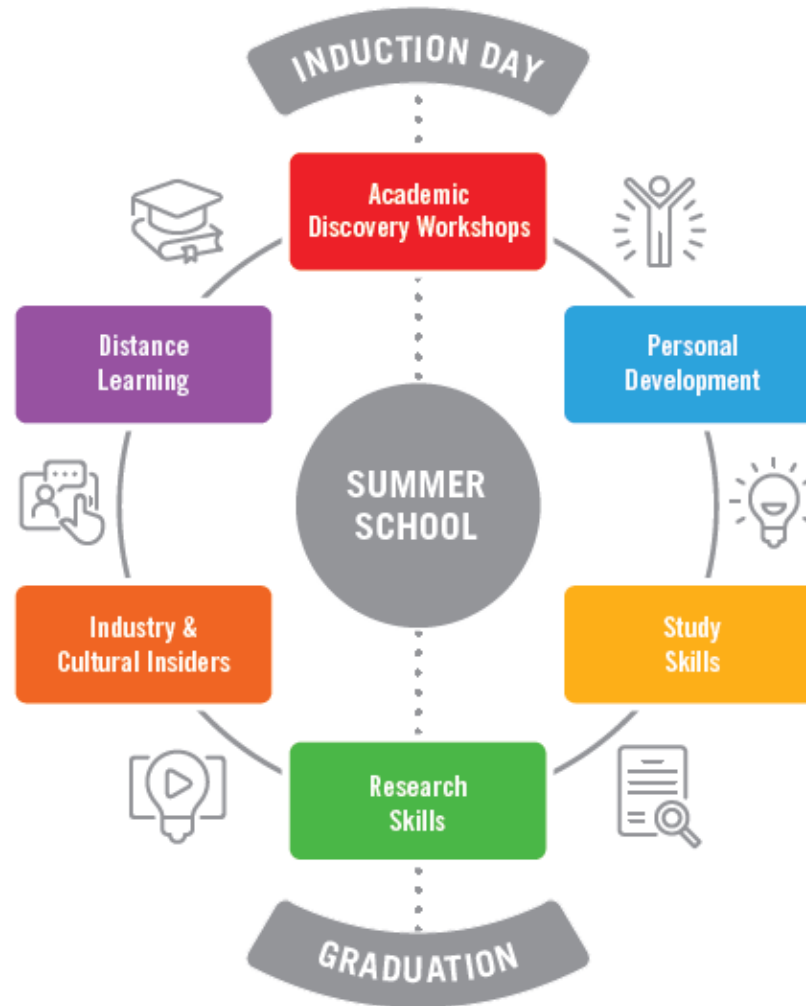 INDUCTION DAY
Academic
Discovery Workshops
Distance
Learning
Personal
Development
SUMMER
SCHOOL
Industry &
Cultural Insiders
Study
Skills
Research
Skills
GRADUATION